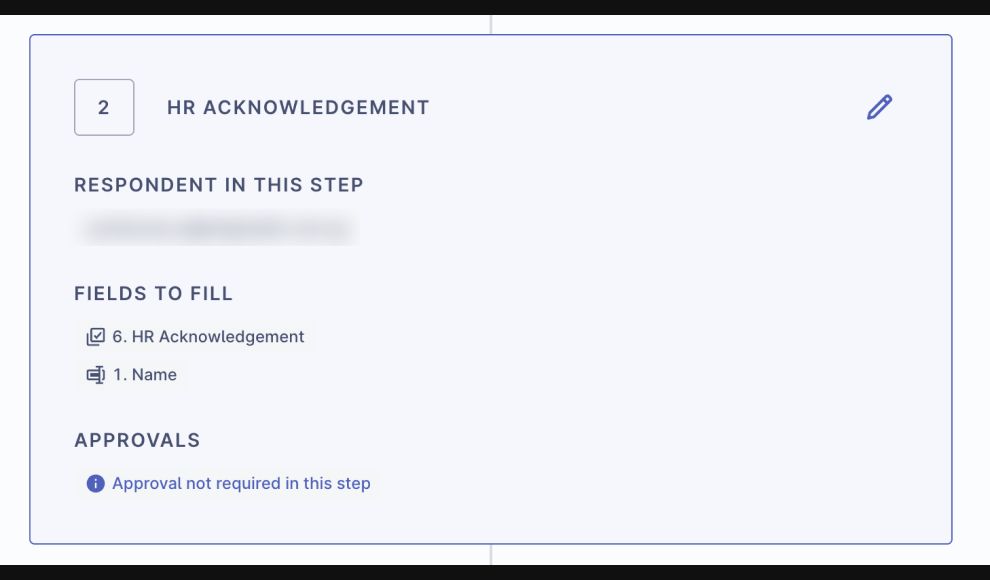 2
HR ACKNOWLEDGEMENT
RESPONDENT IN THIS STEP
FIELDS TO FILL
6. HR Acknowledgement
1. Name
APPROVALS
Approval not required in this step